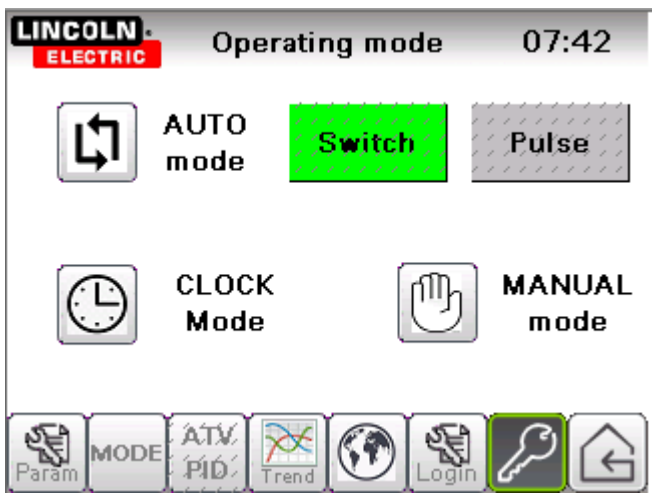 LINCOLN
ELECTRIC
Operating mode
07:42
AUTO
mode
Switch
Pulse
CLOCK
Mode
MANUAL
mode
Param
MODE
ATV
PID
Trend
Login